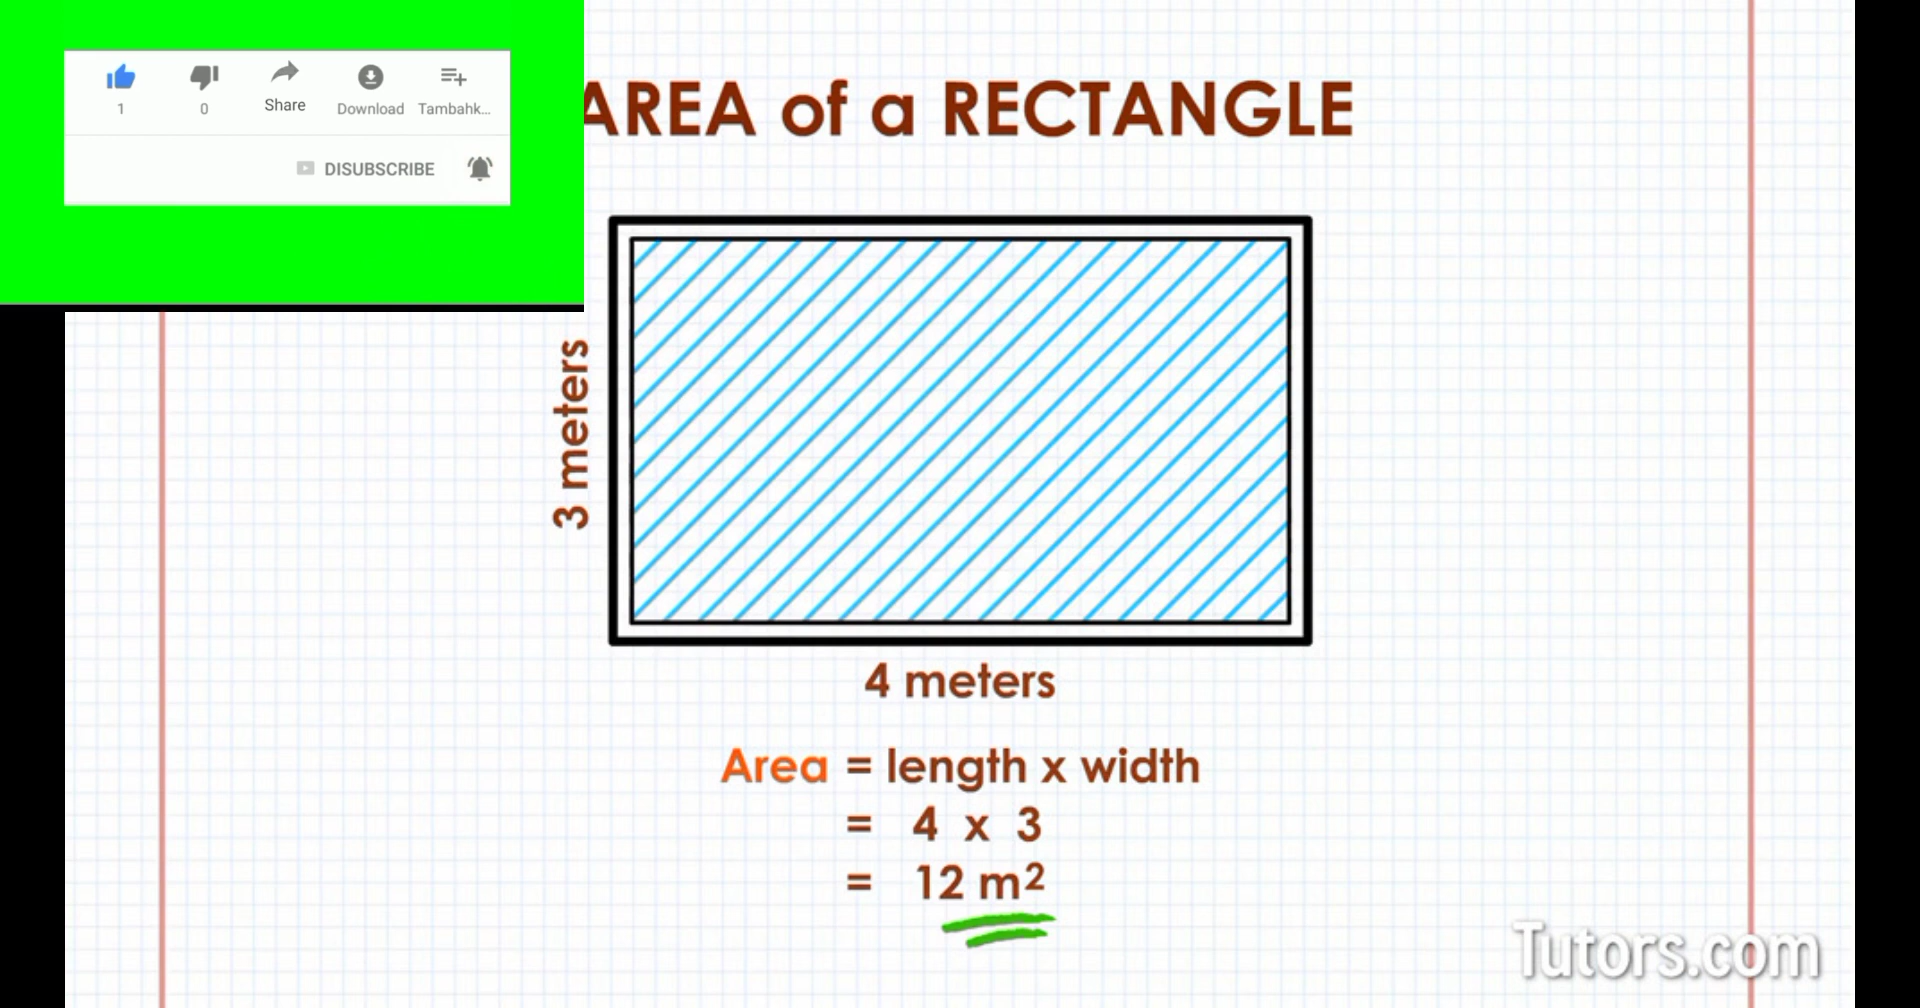 1 0 Share Download Tambahk...
DISUBSCRIBE
AREA of a RECTANGLE
3 meters
4 meters
Area = length x width
= 4 x 3
= 12 m²
Tutors.com